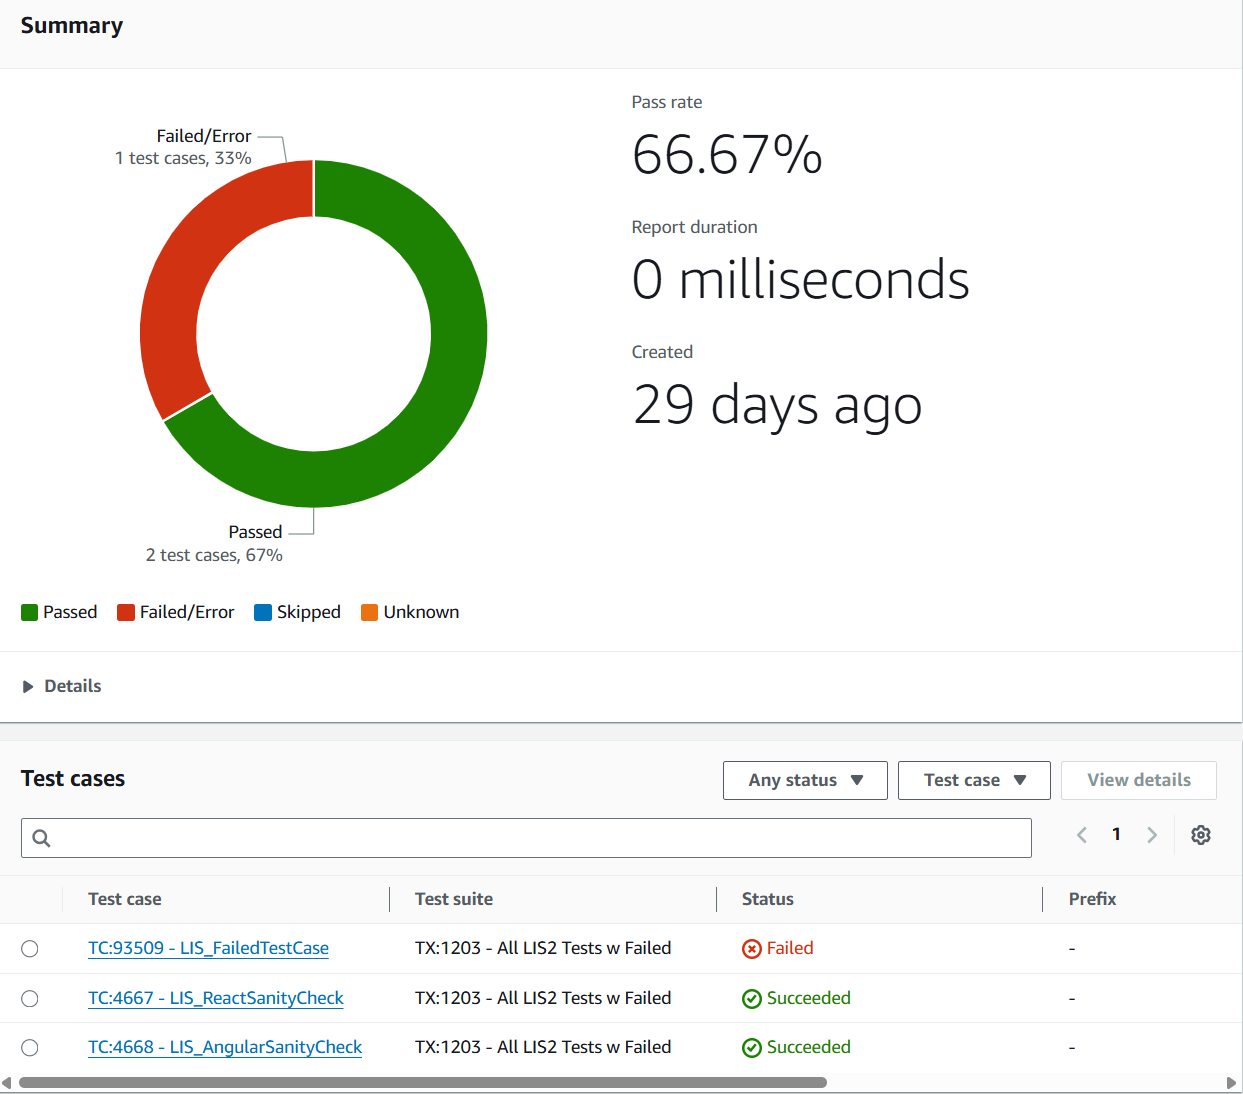 Summary
Failed/Error
1 test cases, 33%
Passed
2 test cases, 67%
Passed Failed/Error Skipped Unknown
Pass rate
66.67%
Report duration
0 milliseconds
Created
29 days ago
Details
Test cases
Any status Test case View details
1
Test case Test suite Status Prefix
TC:93509 - LIS_FailedTestCase TX:1203 - All LIS2 Tests w Failed Failed -
TC:4667 - LIS_ReactSanityCheck TX:1203 - All LIS2 Tests w Failed Succeeded -
TC:4668 - LIS_AngularSanityCheck TX:1203 - All LIS2 Tests w Failed Succeeded -